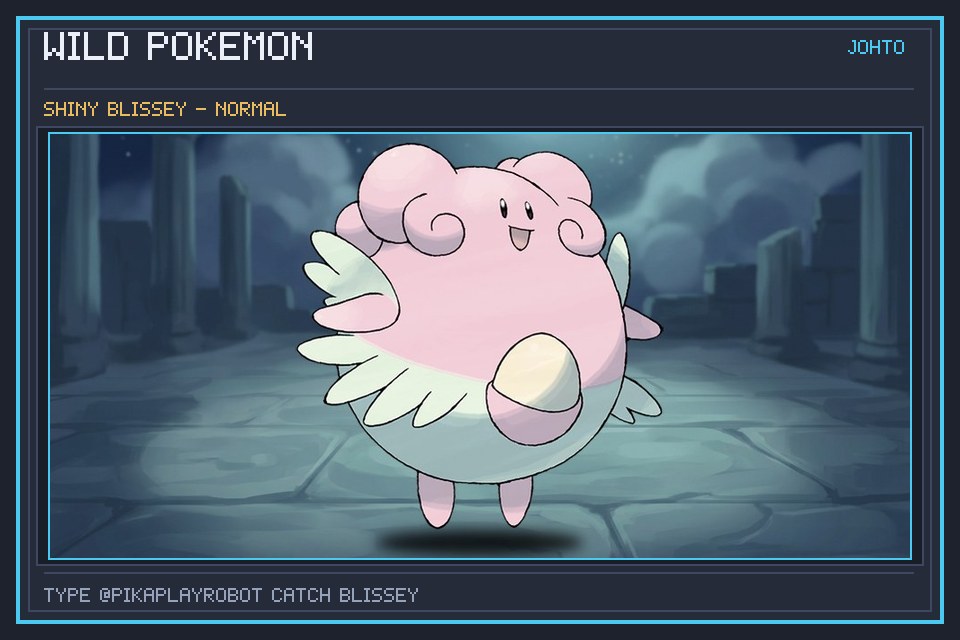 WILD POKEMON
JOHTO
SHINY BLISSEY - NORMAL
TYPE @PIKAPLAYROBOT CATCH BLISSEY